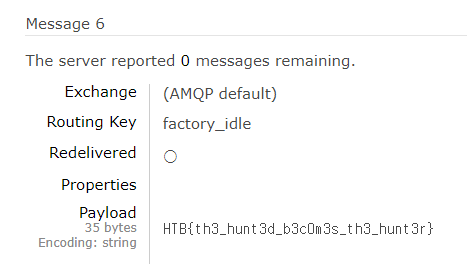 Message 6
The server reported 0 messages remaining.
Exchange (AMQP default)
Routing Key factory_idle
Redelivered ○
Properties
Payload
35 bytes
Encoding: string
HTB{th3_hunt3d_b3c0m3s_th3_hunt3r}